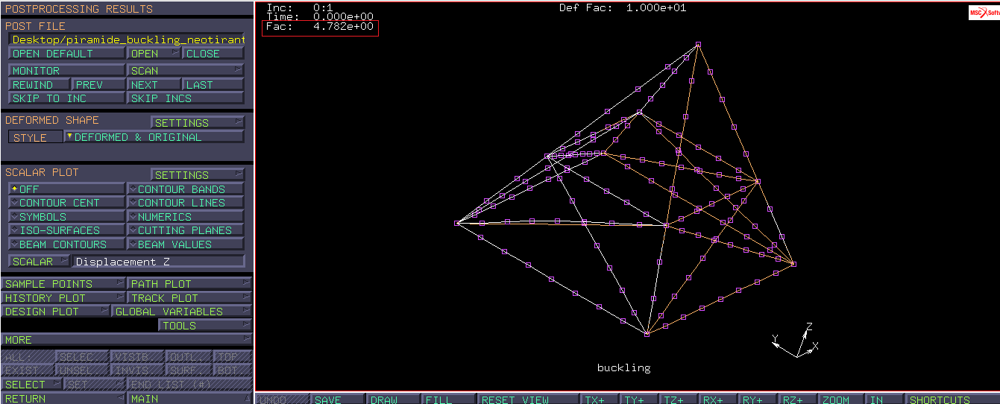 POSTPROCESSING RESULTS
POST FILE
Desktop/piramide_buckling_neotirant
OPEN DEFAULT OPEN CLOSE
MONITOR SCAN
REWIND PREV NEXT LAST
SKIP TO INC SKIP INCS
DEFORMED SHAPE SETTINGS
STYLE DEFORMED & ORIGINAL
SCALAR PLOT SETTINGS
OFF CONTOUR BANDS
CONTOUR CENT CONTOUR LINES
SYMBOLS NUMERICS
ISO-SURFACES CUTTING PLANES
BEAM CONTOURS BEAM VALUES
SCALAR Displacement Z
SAMPLE POINTS PATH PLOT
HISTORY PLOT TRACK PLOT
DESIGN PLOT GLOBAL VARIABLES
TOOLS
MORE
ALL: SELEC. VISIB. OUTL. TOP
EXIST. UNSEL. INVIS. SURF. BOT
SELECT SET END LIST (#)
RETURN MAIN
Inc: 0:1
Time: 0.000e+00
Fac: 4.782e+00
Def Fac: 1.000e+01
MSC Softw
Z
Y
X
buckling
UNDO SAVE DRAW FILL RESET VIEW TX+ TY+ TZ+ RX+ RY+ RZ+ ZOOM IN SHORTCUTS